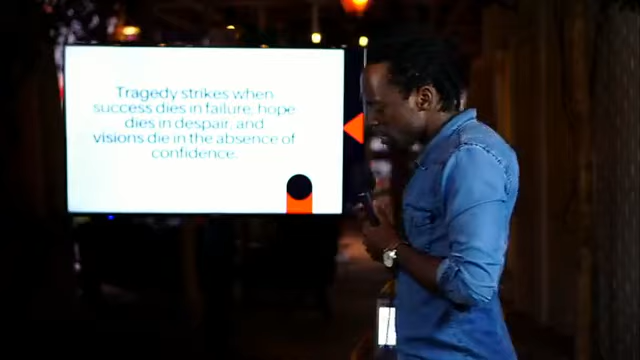 Tragedy strikes when
success dies in failure, hope
dies in despair, and
visions die in the absence of
confidence.